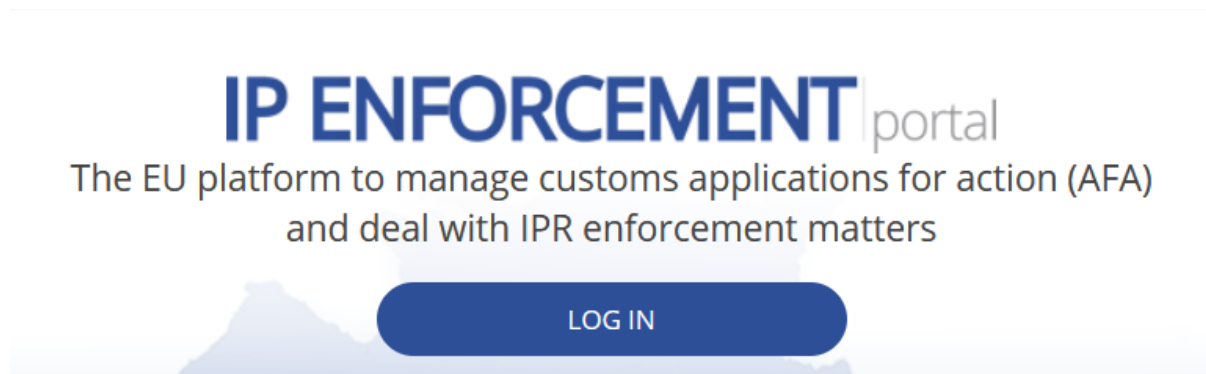 IP ENFORCEMENT portal
The EU platform to manage customs applications for action (AFA)
and deal with IPR enforcement matters
LOG IN